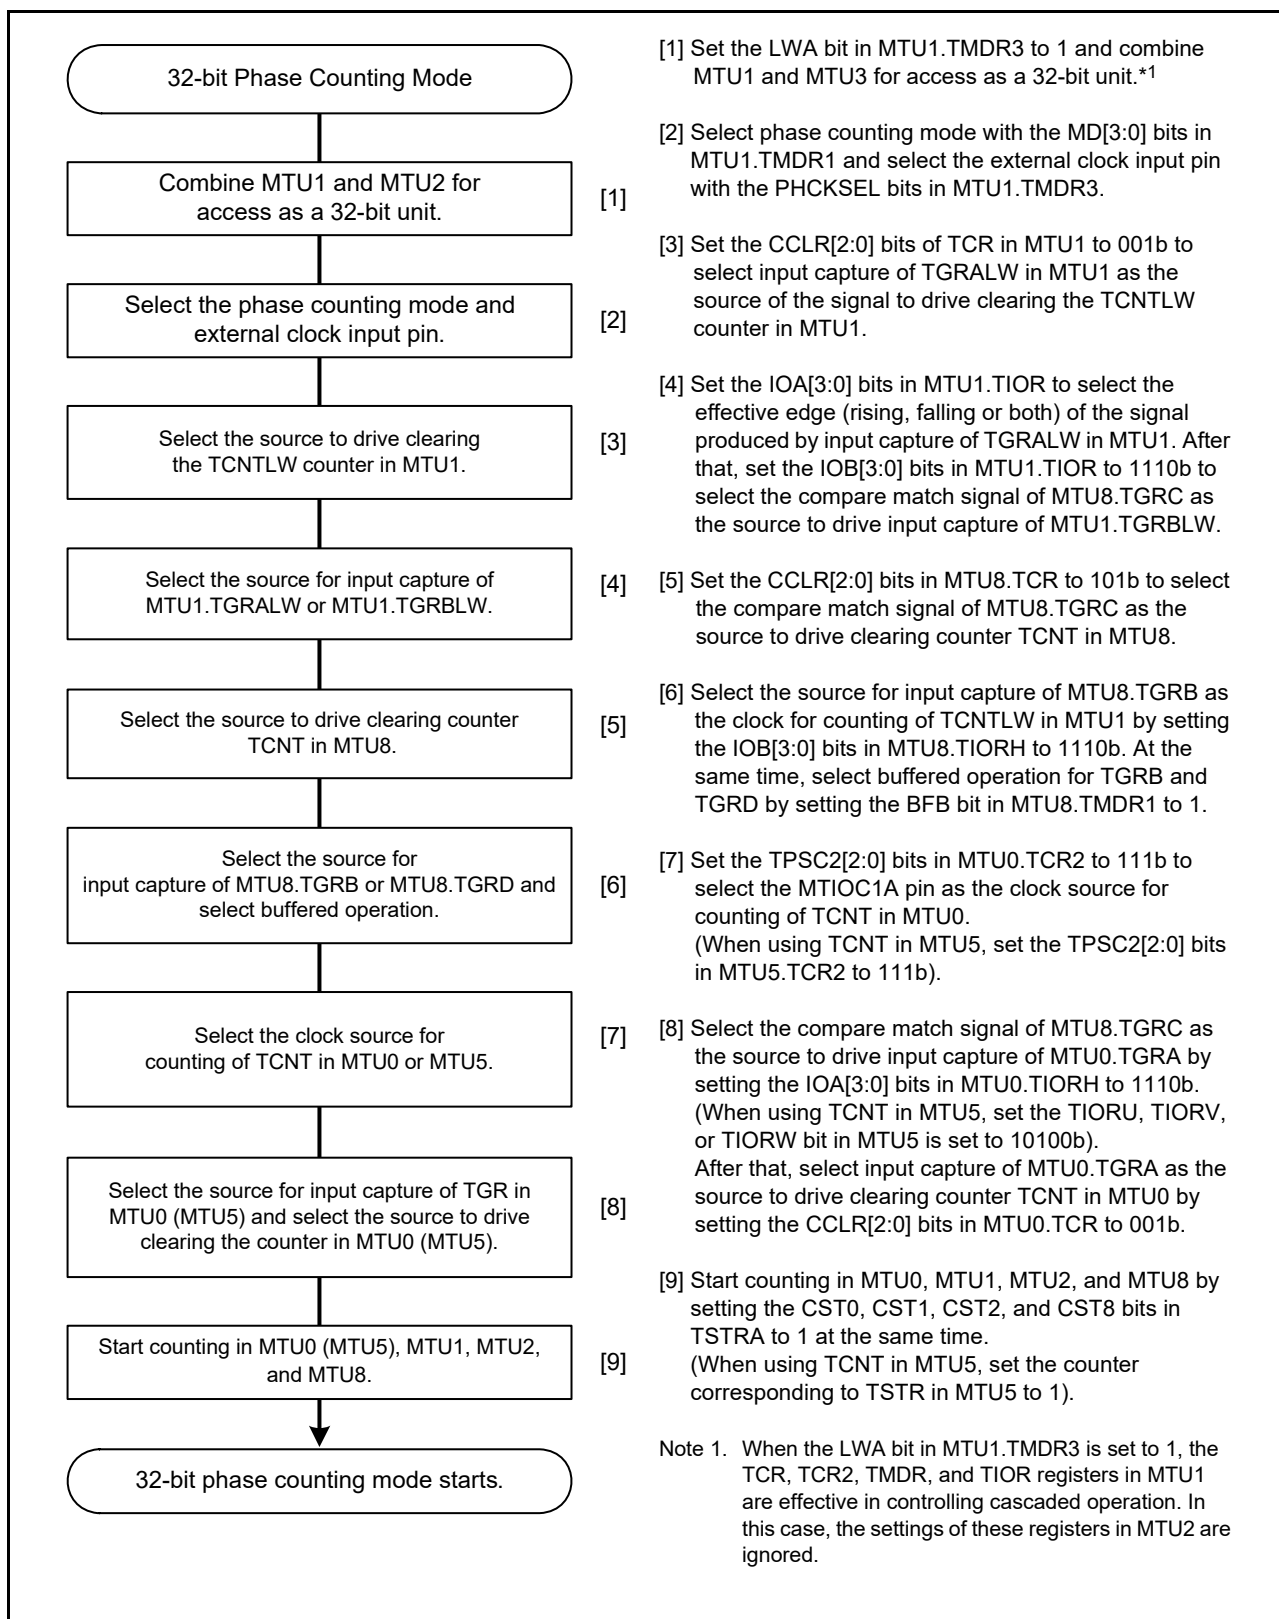 32-bit Phase Counting Mode
Combine MTU1 and MTU2 for
access as a 32-bit unit.
[1]
Select the phase counting mode and
external clock input pin.
[2]
Select the source to drive clearing
the TCNTLW counter in MTU1.
[3]
Select the source for input capture of
MTU1.TGRALW or MTU1.TGRBLW.
[4]
Select the source to drive clearing counter
TCNT in MTU8.
[5]
Select the source for
input capture of MTU8.TGRB or MTU8.TGRD and
select buffered operation.
[6]
Select the clock source for
counting of TCNT in MTU0 or MTU5.
[7]
Select the source for input capture of TGR in
MTU0 (MTU5) and select the source to drive
clearing the counter in MTU0 (MTU5).
[8]
Start counting in MTU0 (MTU5), MTU1, MTU2,
and MTU8.
[9]
32-bit phase counting mode starts.
[1] Set the LWA bit in MTU1.TMDR3 to 1 and combine
MTU1 and MTU3 for access as a 32-bit unit.*1
[2] Select phase counting mode with the MD[3:0] bits in
MTU1.TMDR1 and select the external clock input pin
with the PHCKSEL bits in MTU1.TMDR3.
[3] Set the CCLR[2:0] bits of TCR in MTU1 to 001b to
select input capture of TGRALW in MTU1 as the
source of the signal to drive clearing the TCNTLW
counter in MTU1.
[4] Set the IOA[3:0] bits in MTU1.TIOR to select the
effective edge (rising, falling or both) of the signal
produced by input capture of TGRALW in MTU1. After
that, set the IOB[3:0] bits in MTU1.TIOR to 1110b to
select the compare match signal of MTU8.TGRC as
the source to drive input capture of MTU1.TGRBLW.
[5] Set the CCLR[2:0] bits in MTU8.TCR to 101b to select
the compare match signal of MTU8.TGRC as the
source to drive clearing counter TCNT in MTU8.
[6] Select the source for input capture of MTU8.TGRB as
the clock for counting of TCNTLW in MTU1 by setting
the IOB[3:0] bits in MTU8.TIORH to 1110b. At the
same time, select buffered operation for TGRB and
TGRD by setting the BFB bit in MTU8.TMDR1 to 1.
[7] Set the TPSC2[2:0] bits in MTU0.TCR2 to 111b to
select the MTIOC1A pin as the clock source for
counting of TCNT in MTU0.
(When using TCNT in MTU5, set the TPSC2[2:0] bits
in MTU5.TCR2 to 111b).
[8] Select the compare match signal of MTU8.TGRC as
the source to drive input capture of MTU0.TGRA by
setting the IOA[3:0] bits in MTU0.TIORH to 1110b.
(When using TCNT in MTU5, set the TIORU, TIORV,
or TIORW bit in MTU5 is set to 10100b).
After that, select input capture of MTU0.TGRA as the
source to drive clearing counter TCNT in MTU0 by
setting the CCLR[2:0] bits in MTU0.TCR to 001b.
[9] Start counting in MTU0, MTU1, MTU2, and MTU8 by
setting the CST0, CST1, CST2, and CST8 bits in
TSTRA to 1 at the same time.
(When using TCNT in MTU5, set the counter
corresponding to TSTR in MTU5 to 1).
Note 1. When the LWA bit in MTU1.TMDR3 is set to 1, the
TCR, TCR2, TMDR, and TIOR registers in MTU1
are effective in controlling cascaded operation. In
this case, the settings of these registers in MTU2 are
ignored.